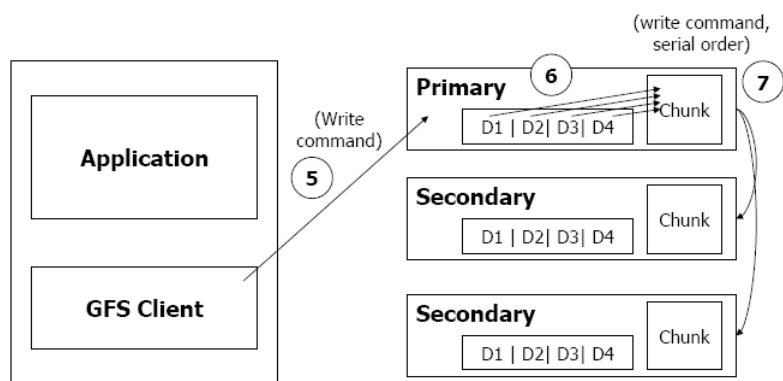 (write command,
serial order)
6
7
Primary
Chunk
D1 | D2| D3| D4
(Write
command)
5
Application
Secondary
Chunk
D1 | D2| D3| D4
GFS Client
Secondary
Chunk
D1 | D2| D3| D4